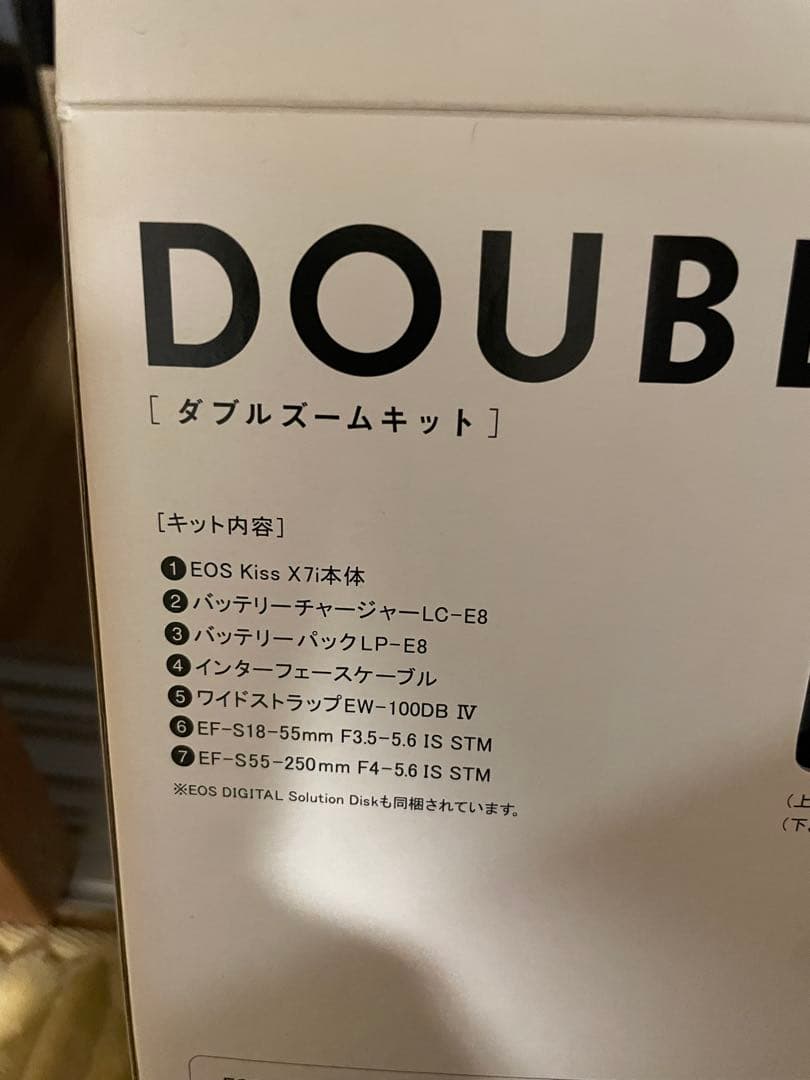 DOUB
[ダブルズームキット]
[キット内容]
❶EOS Kiss X7i本体
❷バッテリーチャージャーLC-E8
❸バッテリーパックLP-E8
❹インターフェースケーブル
❺ワイドストラップEW-100DB Ⅳ
❻EF-S18-55mm F3.5-5.6 IS STM
❼EF-S55-250mm F4-5.6 IS STM
※EOS DIGITAL Solution Diskも同梱されています。
(上
(下